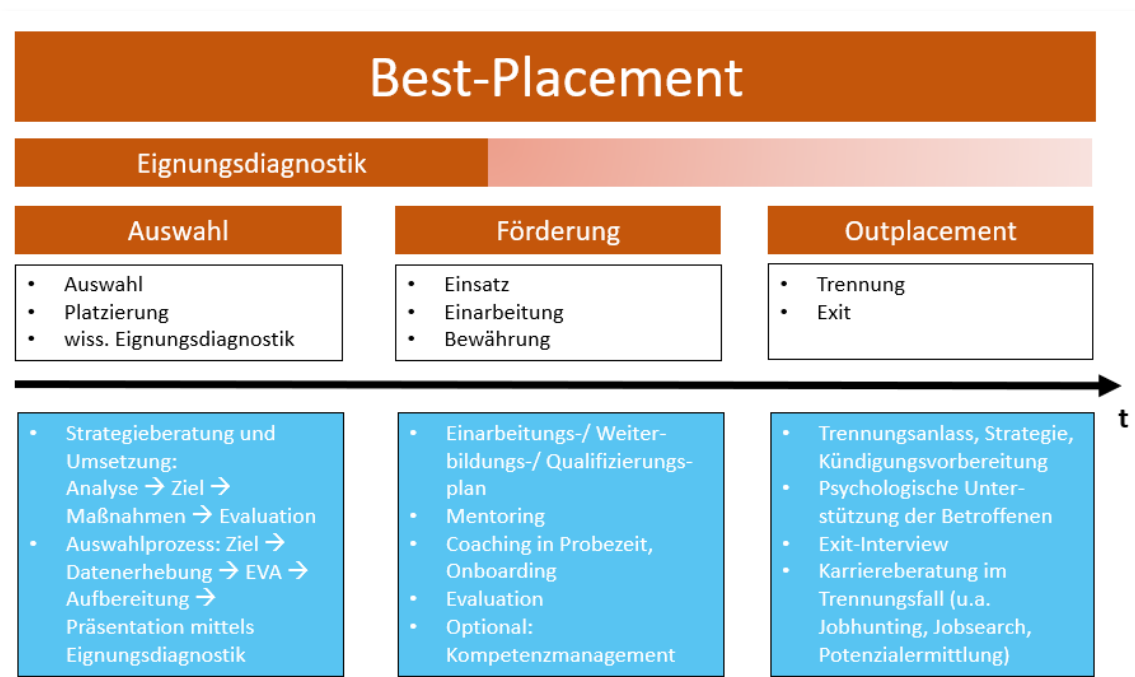 Best-Placement
Eignungsdiagnostik
Auswahl
• Auswahl
• Platzierung
• wiss. Eignungsdiagnostik
Förderung
• Einsatz
• Einarbeitung
• Bewährung
Outplacement
• Trennung
• Exit
t
• Strategieberatung und
Umsetzung:
Analyse → Ziel →
Maßnahmen → Evaluation
• Auswahlprozess: Ziel →
Datenerhebung → EVA →
Aufbereitung →
Präsentation mittels
Eignungsdiagnostik
• Einarbeitungs-/ Weiter-
bildungs-/ Qualifizierungs-
plan
• Mentoring
• Coaching in Probezeit,
Onboarding
• Evaluation
• Optional:
Kompetenzmanagement
• Trennungsanlass, Strategie,
Kündigungsvorbereitung
• Psychologische Unter-
stützung der Betroffenen
• Exit-Interview
• Karriereberatung im
Trennungsfall (u.a.
Jobhunting, Jobsearch,
Potenzialermittlung)